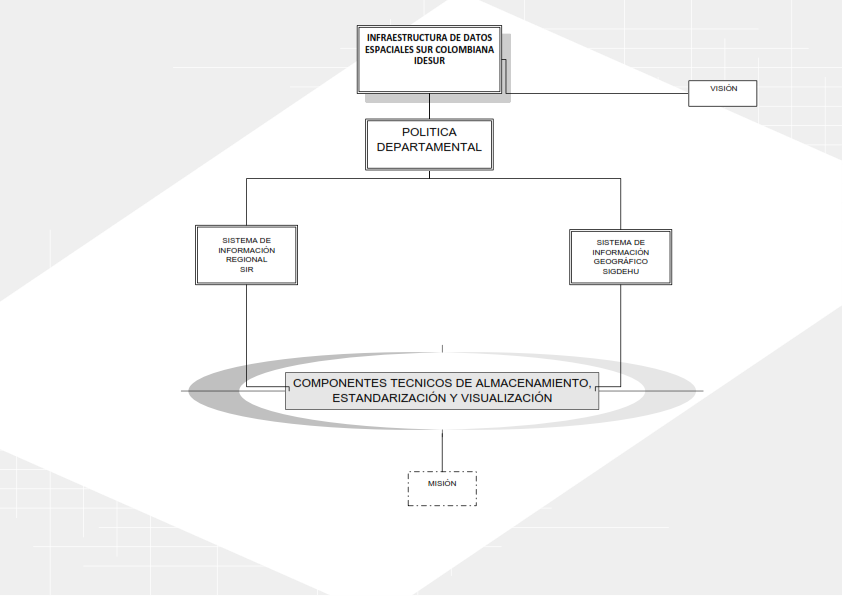 INFRAESTRUCTURA DE DATOS
ESPACIALES SUR COLOMBIANA
IDESUR
VISIÓN
POLITICA
DEPARTAMENTAL
SISTEMA DE
INFORMACIÓN
REGIONAL
SIR
SISTEMA DE
INFORMACIÓN
GEOGRÁFICO
SIGDEHU
COMPONENTES TECNICOS DE ALMACENAMIENTO,
ESTANDARIZACIÓN Y VISUALIZACIÓN
MISIÓN